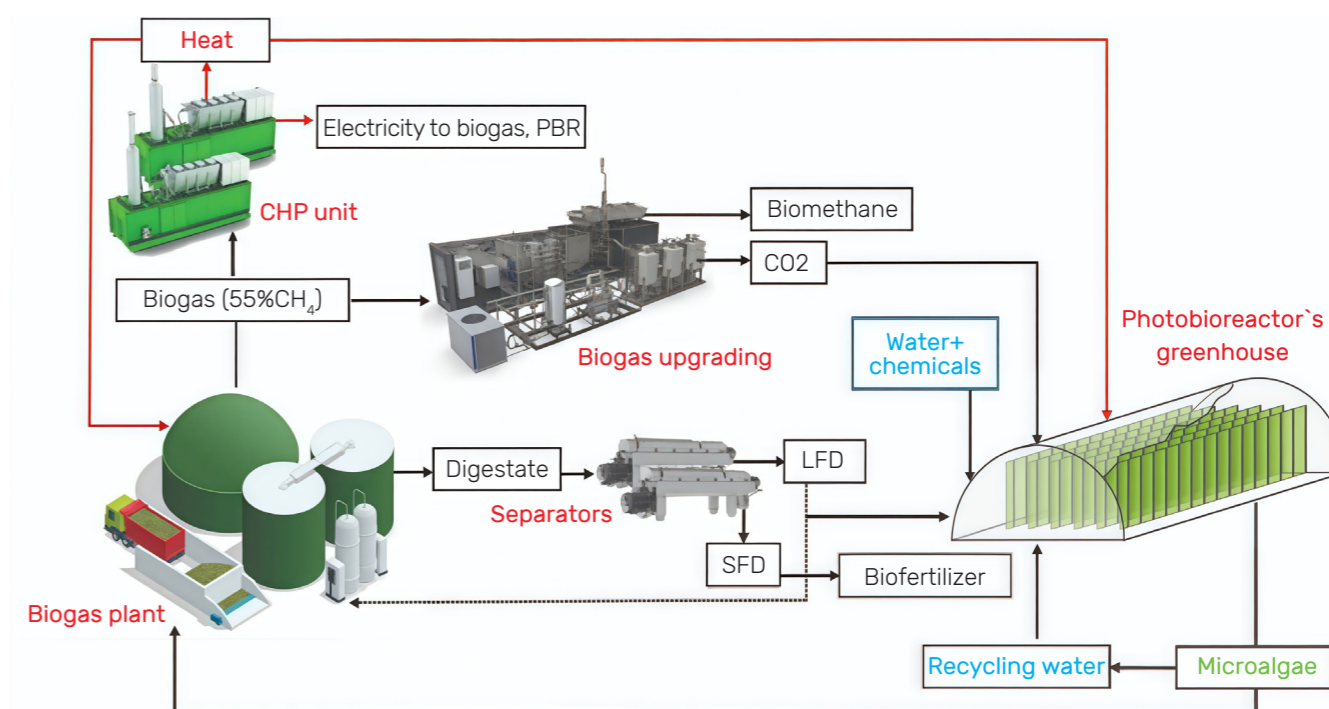 Heat
Electricity to biogas, PBR
CHP unit
Biomethane
CO2
Biogas (55%CH₄)
Biogas upgrading
Water+
chemicals
Photobioreactor`s
greenhouse
Digestate
LFD
Separators
SFD
Biofertilizer
Biogas plant
Recycling water
Microalgae